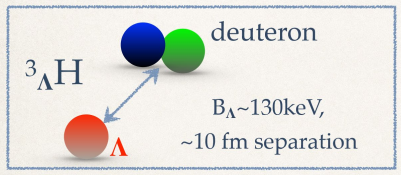 deuteron
³ΛH
BΛ~130keV,
~10 fm separation
Λ